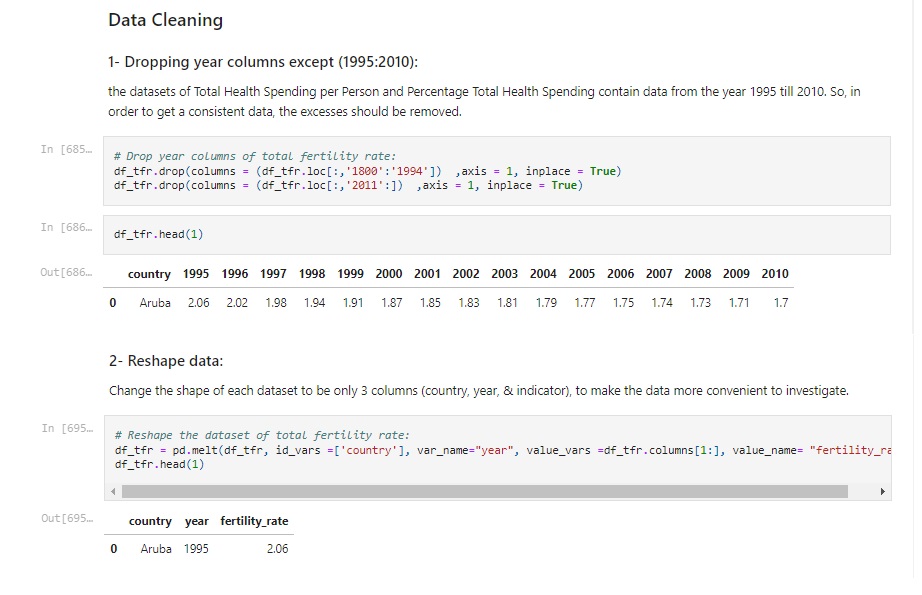 Data Cleaning
1- Dropping year columns except (1995:2010):
the datasets of Total Health Spending per Person and Percentage Total Health Spending contain data from the year 1995 till 2010. So, in
order to get a consistent data, the excesses should be removed.
In [685…
# Drop year columns of total fertility rate:
df_tfr.drop(columns = (df_tfr.loc[:,'1800':'1994']) ,axis = 1, inplace = True)
df_tfr.drop(columns = (df_tfr.loc[:,'2011':]) ,axis = 1, inplace = True)
In [686…
df_tfr.head(1)
Out[686…
country 1995 1996 1997 1998 1999 2000 2001 2002 2003 2004 2005 2006 2007 2008 2009 2010
0 Aruba 2.06 2.02 1.98 1.94 1.91 1.87 1.85 1.83 1.81 1.79 1.77 1.75 1.74 1.73 1.71 1.7
2- Reshape data:
Change the shape of each dataset to be only 3 columns (country, year, & indicator), to make the data more convenient to investigate.
In [695…
# Reshape the dataset of total fertility rate:
df_tfr = pd.melt(df_tfr, id_vars =['country'], var_name="year", value_vars =df_tfr.columns[1:], value_name= "fertility_ra
df_tfr.head(1)
Out[695…
country year fertility_rate
0 Aruba 1995 2.06